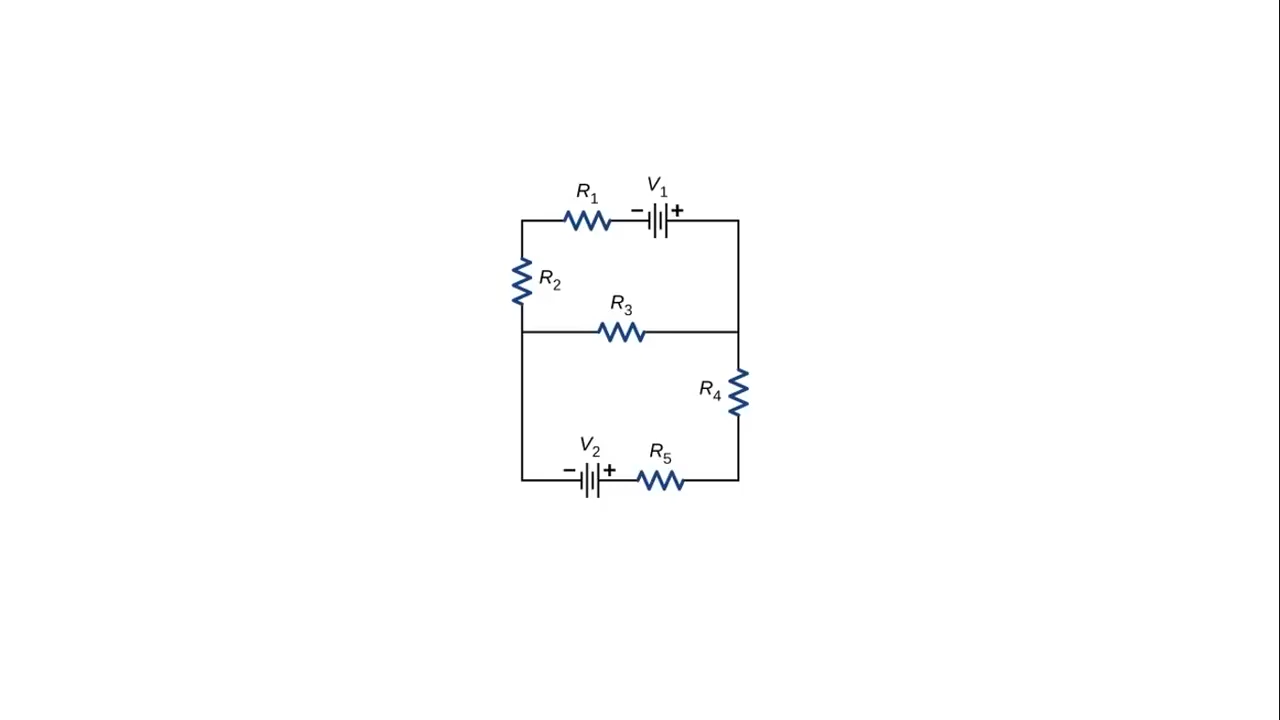 V₁
R₁
− +
R₂
R₃
R₄
V₂
R₅
− +